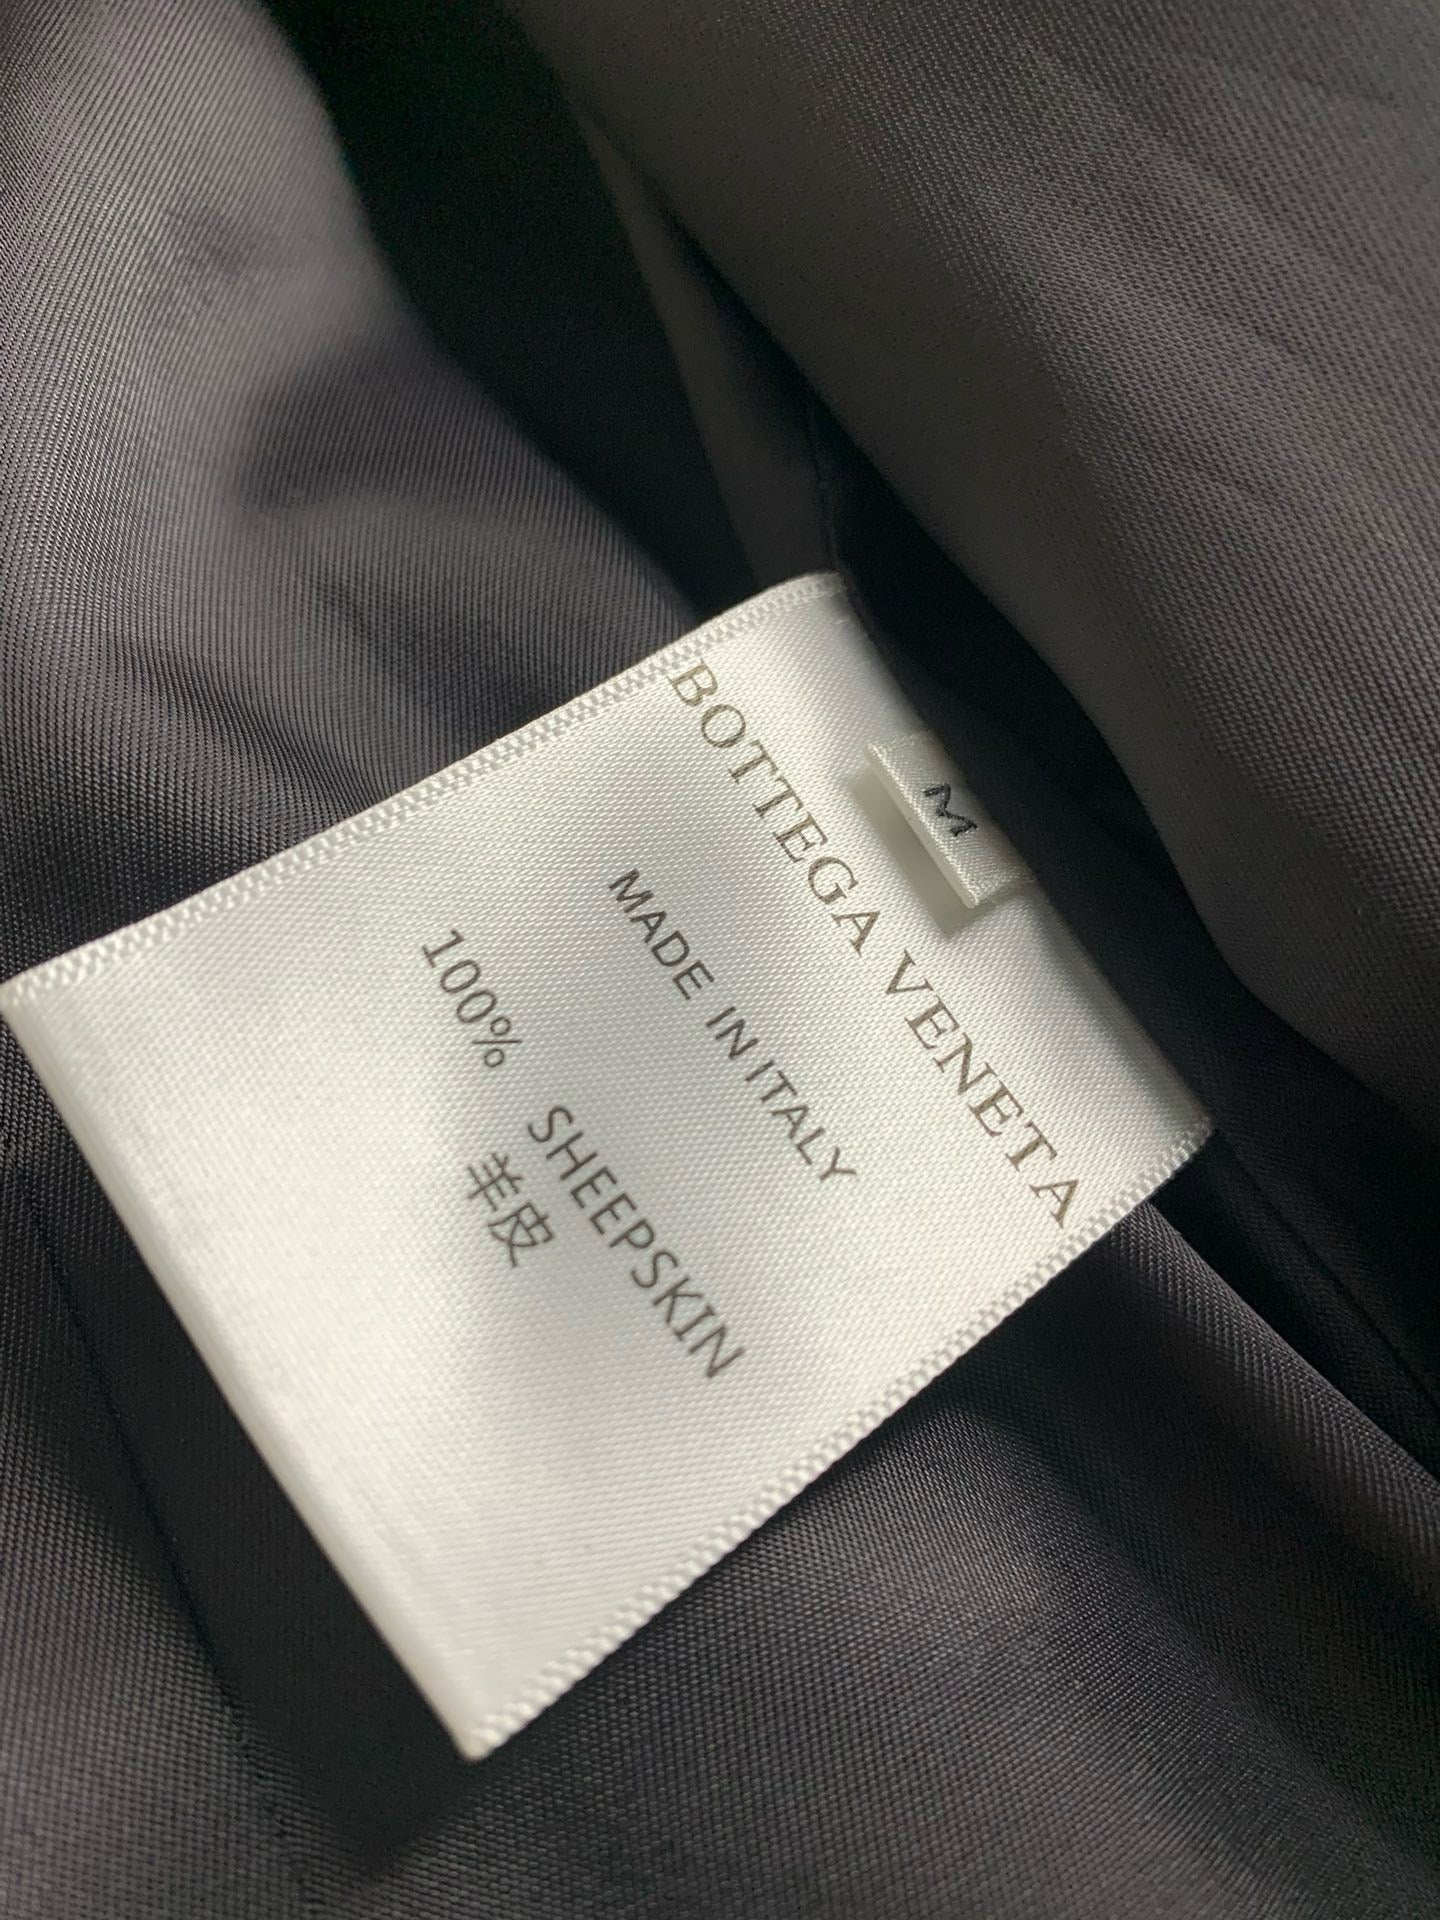 M
BOTTEGA VENETA
MADE IN ITALY
100% SHEEPSKIN
羊皮